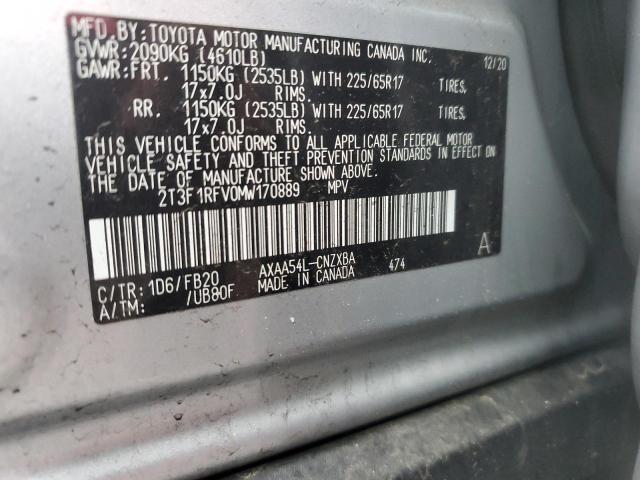 MFD. BY: TOYOTA MOTOR MANUFACTURING CANADA INC.
GVWR: 2090KG (4610LB) 12/20
GAWR: FRT. 1150KG (2535LB) WITH 225/65R17 TIRES,
17x7.0J RIMS.
RR. 1150KG (2535LB) WITH 225/65R17 TIRES,
17x7.0J RIMS.
THIS VEHICLE CONFORMS TO ALL APPLICABLE FEDERAL MOTOR
VEHICLE SAFETY AND THEFT PREVENTION STANDARDS IN EFFECT ON
THE DATE OF MANUFACTURE SHOWN ABOVE.
2T3F1RFV0MW170889 MPV
A
C/TR: 1D6/FB20 AXAA54L-CNZXBA 474
A/TM: /UB80F MADE IN CANADA